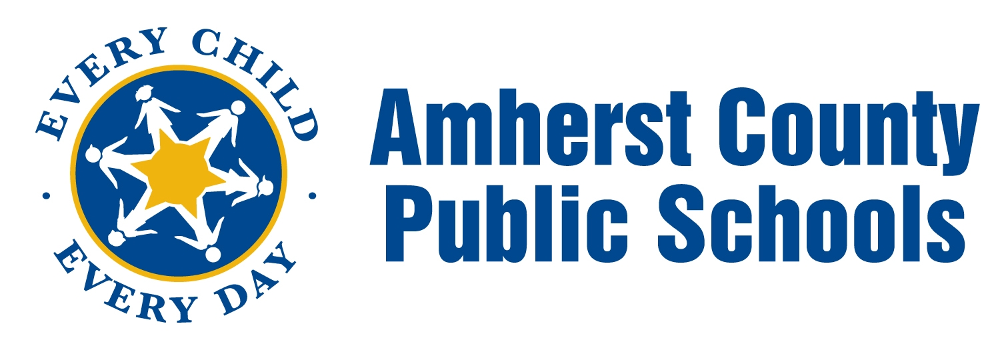 EVERY CHILD
EVERY DAY
Amherst County
Public Schools